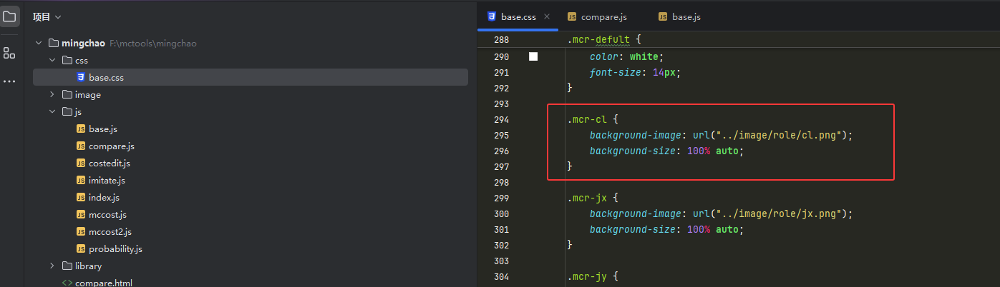 项目
mingchao F:\mctools\mingchao
css
base.css
image
js
base.js
compare.js
costedit.js
imitate.js
index.js
mccost.js
mccost2.js
probability.js
library
compare.html
base.css
compare.js
base.js
288 .mcr-defult {
290 color: white;
291 font-size: 14px;
292 }
293
294 .mcr-cl {
295 background-image: url("../image/role/cl.png");
296 background-size: 100% auto;
297 }
298
299 .mcr-jx {
300 background-image: url("../image/role/jx.png");
301 background-size: 100% auto;
302 }
303
304 .mcr-jy {